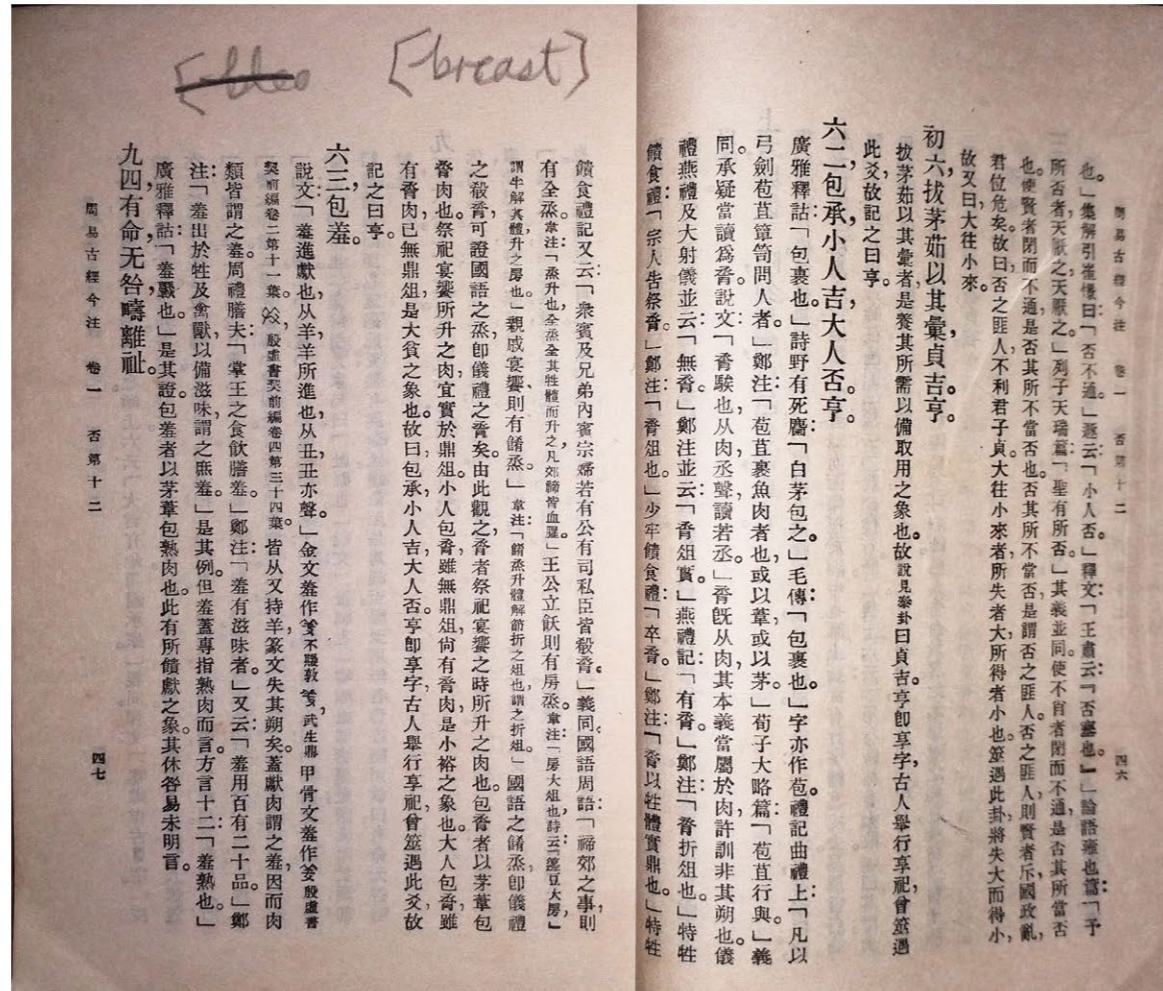 周易古經今注　卷一　否第十二　四六
也。」集解引崔憬曰「否不通。」遯云「小人否。」釋文「王肅云『否塞也。』」論語雍也篇「予
所否者，天厭之天厭之。」列子天瑞篇「聖有所否。」其義並同。使不肖者閉而不通，是否其所當否
也。使賢者閉而不通，是否其所不當否也。否其所不當否，是謂否之匪人。否之匪人，則賢者斥，國政亂，
君位危矣。故曰否之匪人不利君子貞。大往小來者，所失者大所得者小也。筮遇此卦將失大而得小，
故又曰大往小來。
初六，拔茅茹以其彙，貞吉。亨。
拔茅茹以其彙者，是養其所需以備取用之象也。故說見泰卦曰貞吉。亨即享字，古人舉行享祀，曾筮遇
此爻，故記之曰亨。
六二，包承，小人吉，大人否。亨。
廣雅釋詁：「包裹也。」詩野有死麕：「白茅包之。」毛傳：「包裹也。」字亦作苞。禮記曲禮上：「凡以
弓劍苞苴簞笥問人者。」鄭注：「苞苴裹魚肉者也，或以葦或以茅。」荀子大略篇：「苞苴行與。」義
同。承疑當讀爲脀。說文：「脀騃也，从肉丞聲，讀若丞。」脀旣从肉，其本義當屬於肉，許訓非其朔也。儀
禮燕禮及大射儀並云：「無脀。」鄭注並云：「脀俎實。」燕禮記：「有脀。」鄭注：「脀折俎也。」特牲
饋食禮：「宗人告祭脀。」鄭注：「脀俎也。」少牢饋食禮：「卒脀。」鄭注：「脀以牲體實鼎也。」特牲
[breast]
饋食禮記又云：「衆賓及兄弟內賓宗婦若有公有司私臣皆殽脀。」義同。國語周語：「禘郊之事則
有全烝。韋注：「烝升也，全烝全其牲體而升之，凡郊禘皆血腥。」王公立飫則有房烝。韋注：「房大俎也，詩云：『籩豆大房，』
謂半解其體升之房也。」親戚宴饗，則有餚烝。」韋注：「餚烝升體解節折之俎也，謂之折俎。」國語之餚烝即儀禮
之殽脀，可證國語之烝即儀禮之脀矣。由此觀之，脀者祭祀宴饗之時所升之肉也。包脀者以茅葦包
脀肉也。祭祀宴饗所升之肉，宜實於鼎俎。小人包脀，雖無鼎俎，尚有脀肉，是小裕之象也。大人包脀，雖
有脀肉，已無鼎俎，是大貧之象也。故曰包承，小人吉，大人否。亨即享字，古人舉行享祀，曾筮遇此爻，故
記之曰亨。
六三，包羞。
說文：「羞進獻也，从羊，羊所進也，从丑，丑亦聲。」金文羞作 不𡢁敦 武生鼎 甲骨文羞作 殷虛書
契前編卷二第十一葉。 殷虛書契前編卷四第三十四葉。皆从又持羊，篆文失其朔矣。蓋獻肉謂之羞，因而肉
類皆謂之羞。周禮膳夫：「掌王之食飲膳羞。」鄭注：「羞有滋味者。」又云：「羞用百有二十品。」鄭
注：「羞出於牲及禽獸，以備滋味，謂之庶羞。」是其例。但羞蓋專指熟肉而言。方言十二：「羞熟也。」
廣雅釋詁：「羞𩱧也。」是其證。包羞者以茅葦包熟肉也。此有所饋獻之象。其休咎易未明言。
九四，有命，无咎，疇離祉。
周易古經今注　卷一　否第十二　四七